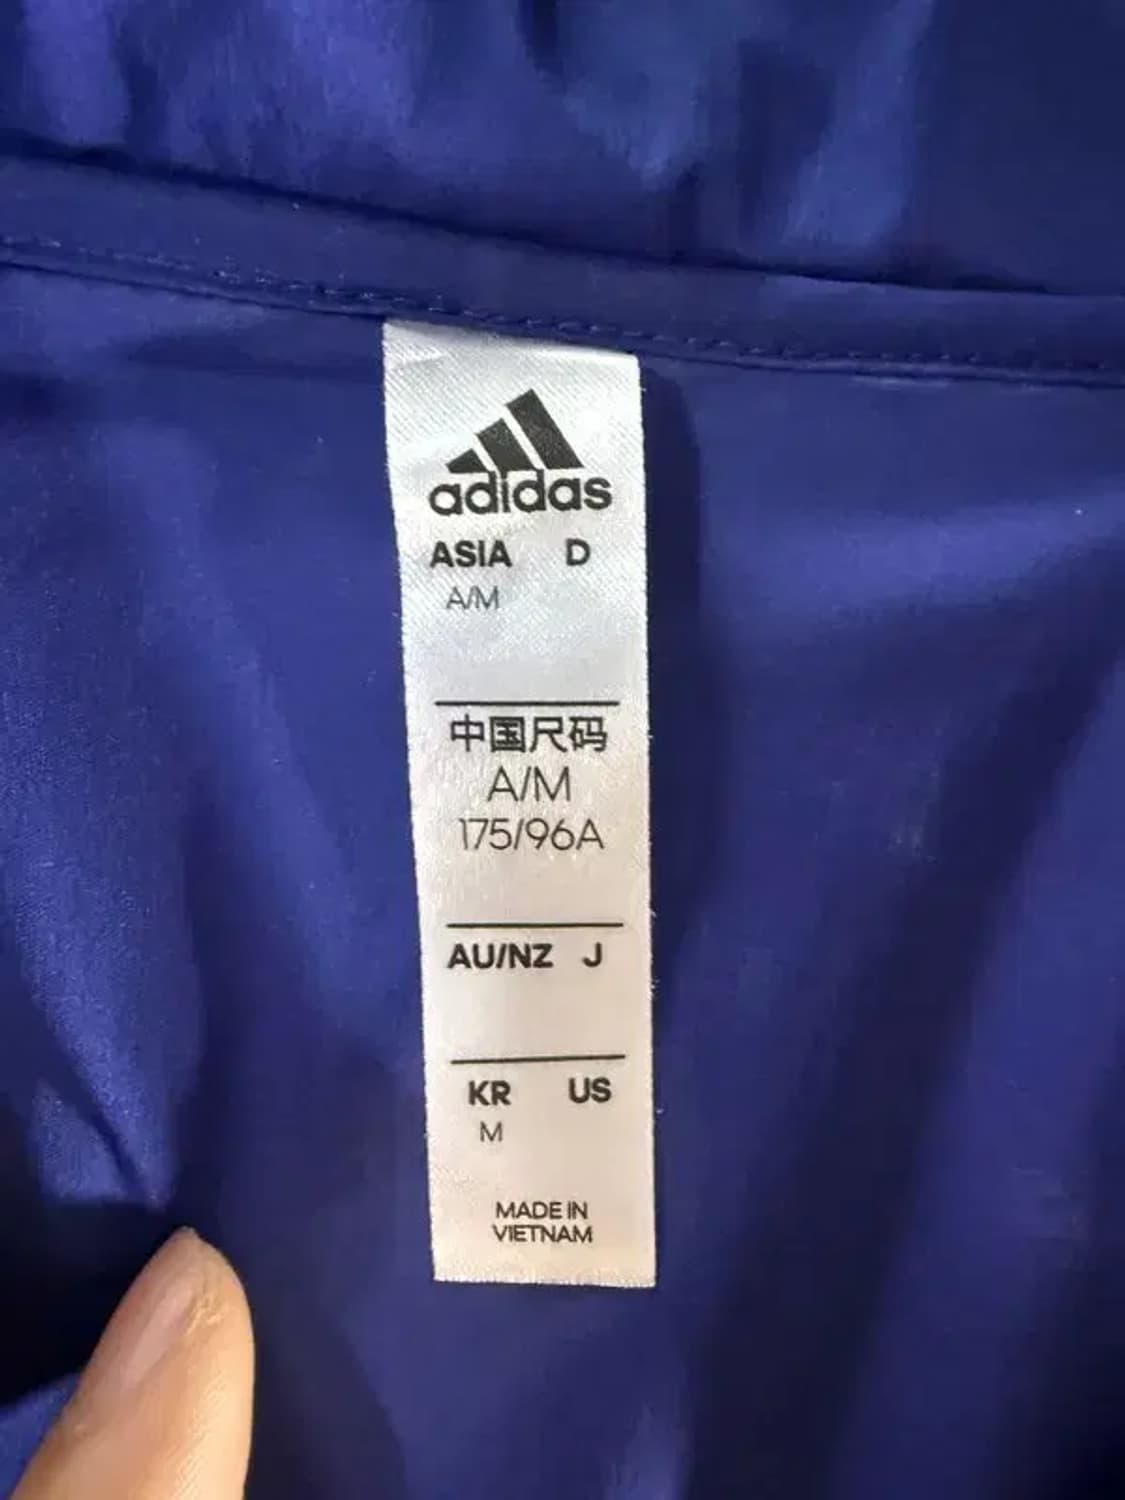 adidas
ASIA D
A/M
中国尺码
A/M
175/96A
AU/NZ J
KR US
M
MADE IN
VIETNAM